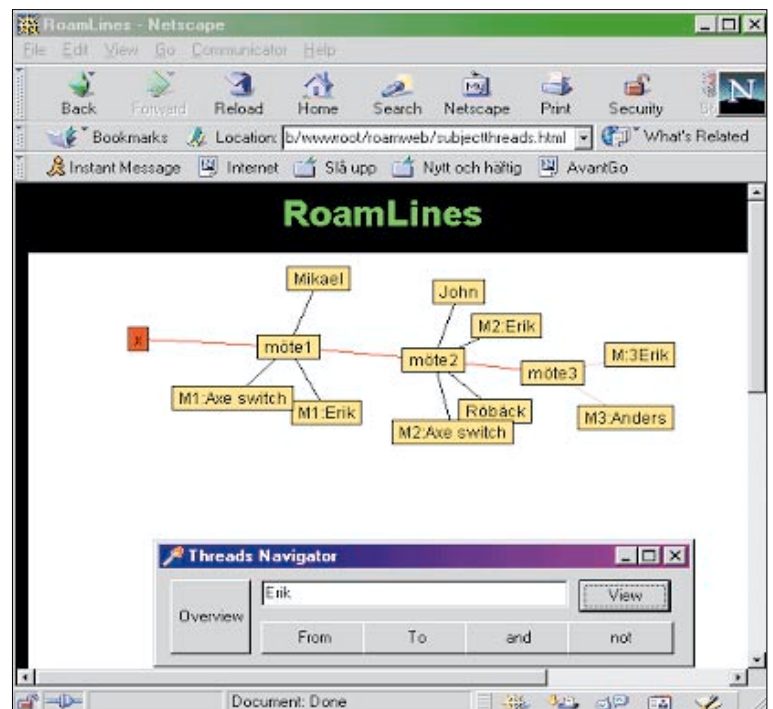 RoamLines - Netscape
File Edit View Go Communicator Help
Back Forward Reload Home Search Netscape Print Security
My
N
Bookmarks Location: b/wwwroot/roamweb/subjectthreads.html What's Related
Instant Message Internet Slå upp Nytt och häftig AvantGo
RoamLines
Mikael
John
M2:Erik
x
möte1
möte2
möte3
M:3Erik
M1:Axe switch
M1:Erik
Robäck
M2:Axe switch
M3:Anders
Threads Navigator
Overview
Erik
View
From To and not
Document: Done